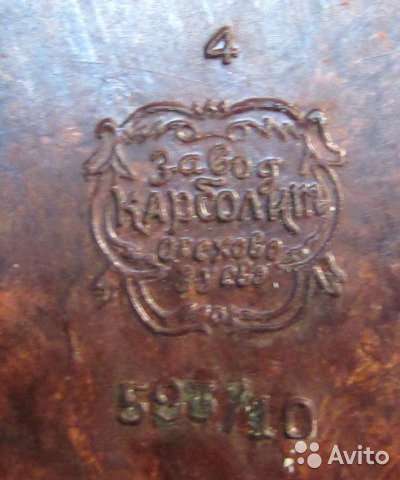 4
завод
Карболит
орехово
зуево
Avito